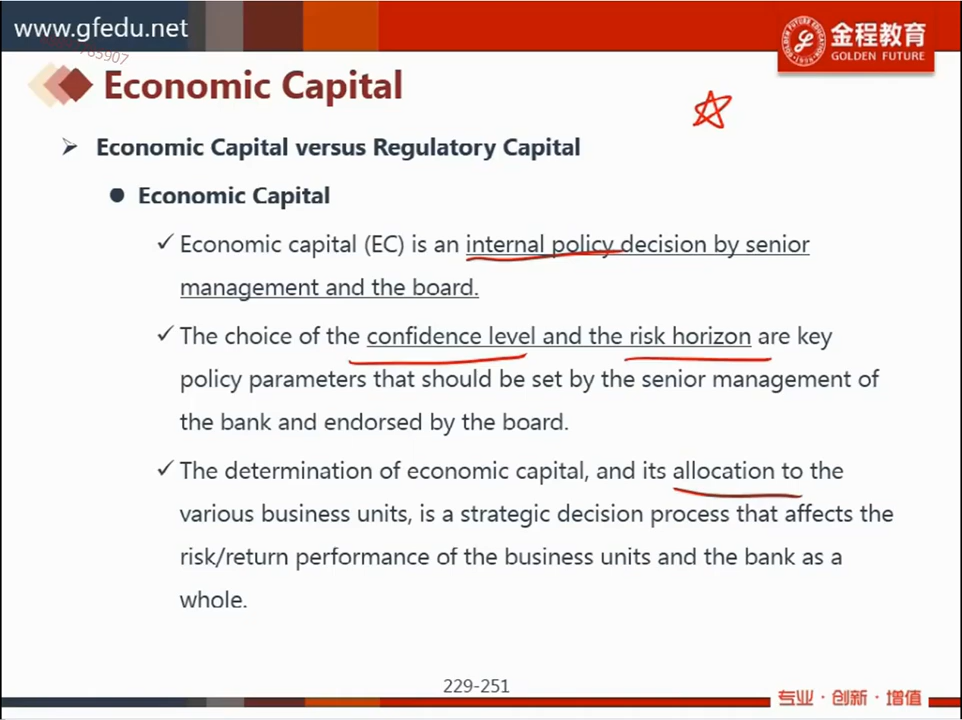 www.gfedu.net
765907
金程教育
GOLDEN FUTURE
Economic Capital
Economic Capital versus Regulatory Capital
Economic Capital
Economic capital (EC) is an internal policy decision by senior
management and the board.
The choice of the confidence level and the risk horizon are key
policy parameters that should be set by the senior management of
the bank and endorsed by the board.
The determination of economic capital, and its allocation to the
various business units, is a strategic decision process that affects the
risk/return performance of the business units and the bank as a
whole.
229-251
专业·创新·增值